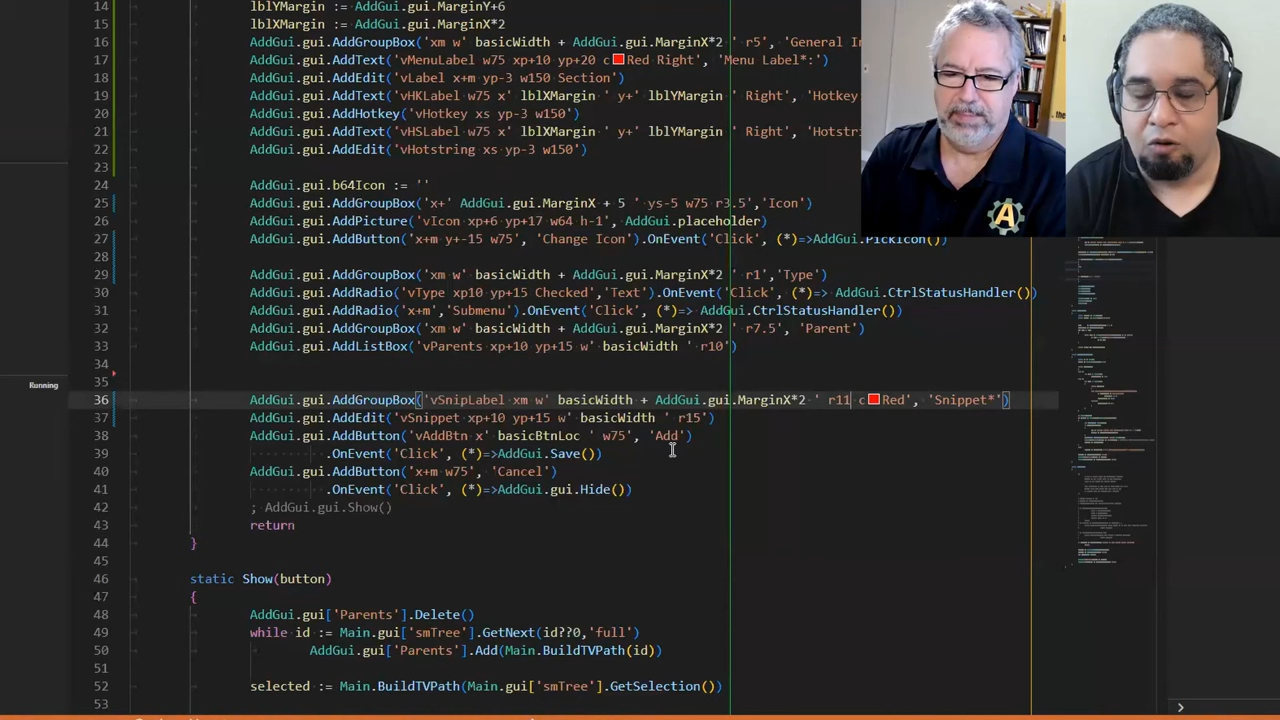 14 lblYMargin := AddGui.gui.MarginY+6
15 lblXMargin := AddGui.gui.MarginX*2
16 AddGui.gui.AddGroupBox('xm w' basicWidth + AddGui.gui.MarginX*2 ' r5', 'General In
17 AddGui.gui.AddText('vMenuLabel w75 xp+10 yp+20 cRed Right', 'Menu Label*:')
18 AddGui.gui.AddEdit('vLabel x+m yp-3 w150 Section')
19 AddGui.gui.AddText('vHKLabel w75 x' lblXMargin ' y+' lblYMargin ' Right', 'Hotkey:
20 AddGui.gui.AddHotkey('vHotkey xs yp-3 w150')
21 AddGui.gui.AddText('vHSLabel w75 x' lblXMargin ' y+' lblYMargin ' Right', 'Hotstri
22 AddGui.gui.AddEdit('vHotstring xs yp-3 w150')
23
24 AddGui.gui.b64Icon := ''
25 AddGui.gui.AddGroupBox('x+' AddGui.gui.MarginX + 5 ' ys-5 w75 r3.5','Icon')
26 AddGui.gui.AddPicture('vIcon xp+6 yp+17 w64 h-1', AddGui.placeholder)
27 AddGui.gui.AddButton('x+m y+-15 w75', 'Change Icon').OnEvent('Click', (*)=>AddGui.PickIcon())
28
29 AddGui.gui.AddGroupBox('xm w' basicWidth + AddGui.gui.MarginX*2 ' r1','Type')
30 AddGui.gui.AddRadio('vType xp10 yp+15 Checked','Text').OnEvent('Click', (*)=> AddGui.CtrlStatusHandler())
31 AddGui.gui.AddRadio('x+m','Submenu').OnEvent('Click', (*)=> AddGui.CtrlStatusHandler())
32 AddGui.gui.AddGroupBox('xm w' basicWidth + AddGui.gui.MarginX*2 ' r7.5', 'Parent')
33 AddGui.gui.AddListBox('vParents xp+10 yp+15 w' basicWidth ' r10')
34
35
Running
36 AddGui.gui.AddGroupBox('vSnipLabel xm w' basicWidth + AddGui.gui.MarginX*2 ' r11 cRed', 'Snippet*')
37 AddGui.gui.AddEdit('vSnippet xp+10 yp+15 w' basicWidth ' r15')
38 AddGui.gui.AddButton('vAddBtn x' basicBtnLoc ' w75', 'Add')
39 .OnEvent('Click', (*)=>AddGui.Save())
40 AddGui.gui.AddButton('x+m w75', 'Cancel')
41 .OnEvent('Click', (*)=>AddGui.gui.Hide())
42 ; AddGui.gui.Show()
43 return
44 }
45
46 static Show(button)
47 {
48 AddGui.gui['Parents'].Delete()
49 while id := Main.gui['smTree'].GetNext(id??0,'full')
50 AddGui.gui['Parents'].Add(Main.BuildTVPath(id))
51
52 selected := Main.BuildTVPath(Main.gui['smTree'].GetSelection())
53
A